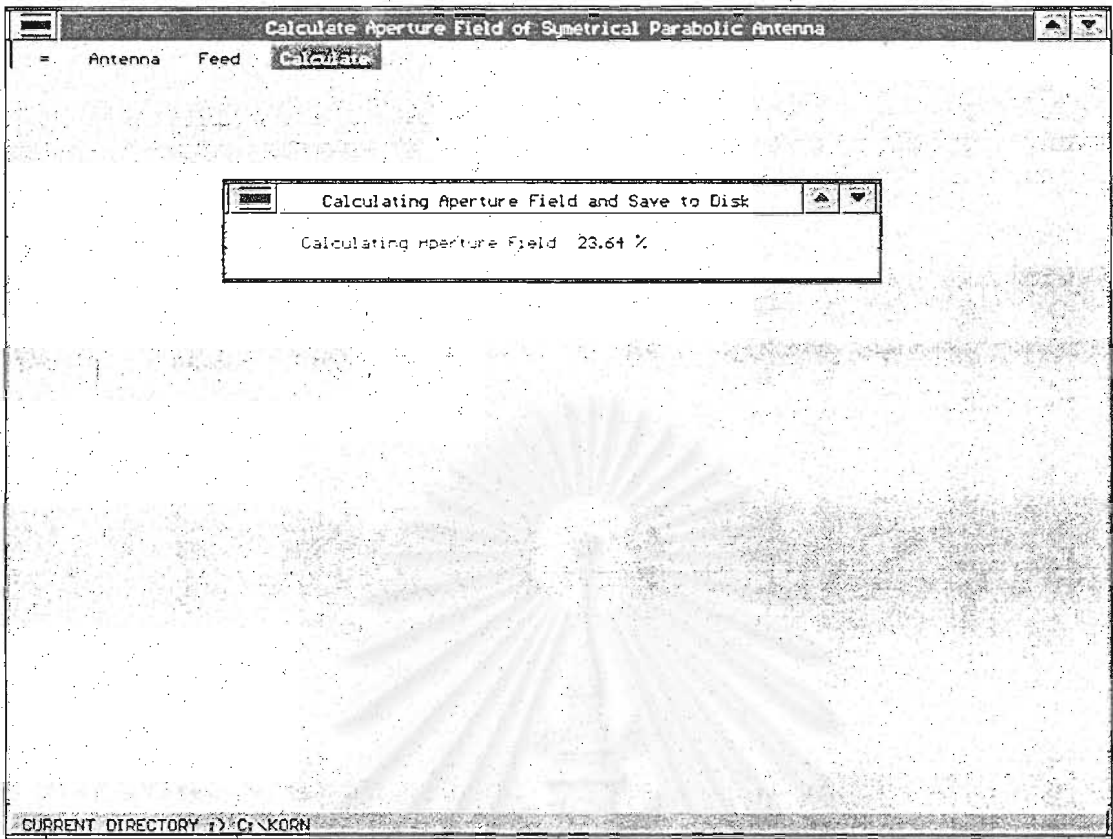 Calculate Aperture Field of Symetrical Parabolic Antenna
= Antenna Feed Calculate
Calculating Aperture Field and Save to Disk
Calculating Aperture Field 23.64 %
CURRENT DIRECTORY :> C:\KORN